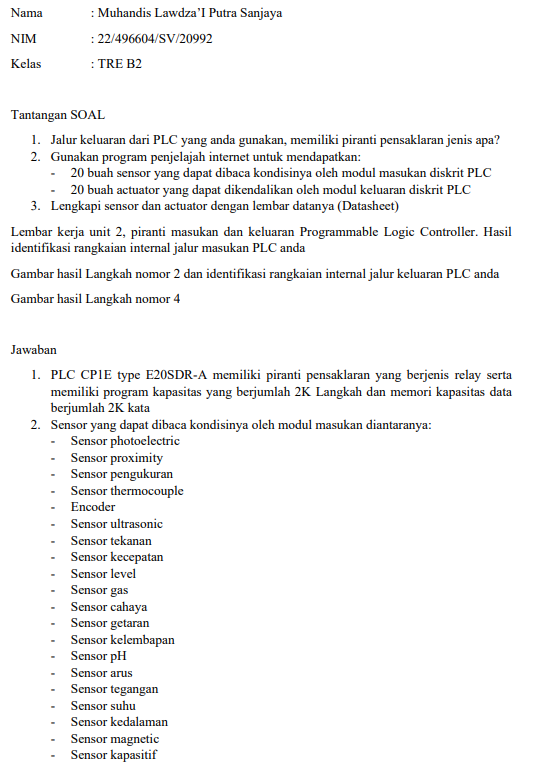 Nama : Muhandis Lawdza’I Putra Sanjaya
NIM : 22/496604/SV/20992
Kelas : TRE B2
Tantangan SOAL
1. Jalur keluaran dari PLC yang anda gunakan, memiliki piranti pensaklaran jenis apa?
2. Gunakan program penjelajah internet untuk mendapatkan:
- 20 buah sensor yang dapat dibaca kondisinya oleh modul masukan diskrit PLC
- 20 buah actuator yang dapat dikendalikan oleh modul keluaran diskrit PLC
3. Lengkapi sensor dan actuator dengan lembar datanya (Datasheet)
Lembar kerja unit 2, piranti masukan dan keluaran Programmable Logic Controller. Hasil
identifikasi rangkaian internal jalur masukan PLC anda
Gambar hasil Langkah nomor 2 dan identifikasi rangkaian internal jalur keluaran PLC anda
Gambar hasil Langkah nomor 4
Jawaban
1. PLC CP1E type E20SDR-A memiliki piranti pensaklaran yang berjenis relay serta
memiliki program kapasitas yang berjumlah 2K Langkah dan memori kapasitas data
berjumlah 2K kata
2. Sensor yang dapat dibaca kondisinya oleh modul masukan diantaranya:
- Sensor photoelectric
- Sensor proximity
- Sensor pengukuran
- Sensor thermocouple
- Encoder
- Sensor ultrasonic
- Sensor tekanan
- Sensor kecepatan
- Sensor level
- Sensor gas
- Sensor cahaya
- Sensor getaran
- Sensor kelembapan
- Sensor pH
- Sensor arus
- Sensor tegangan
- Sensor suhu
- Sensor kedalaman
- Sensor magnetic
- Sensor kapasitif